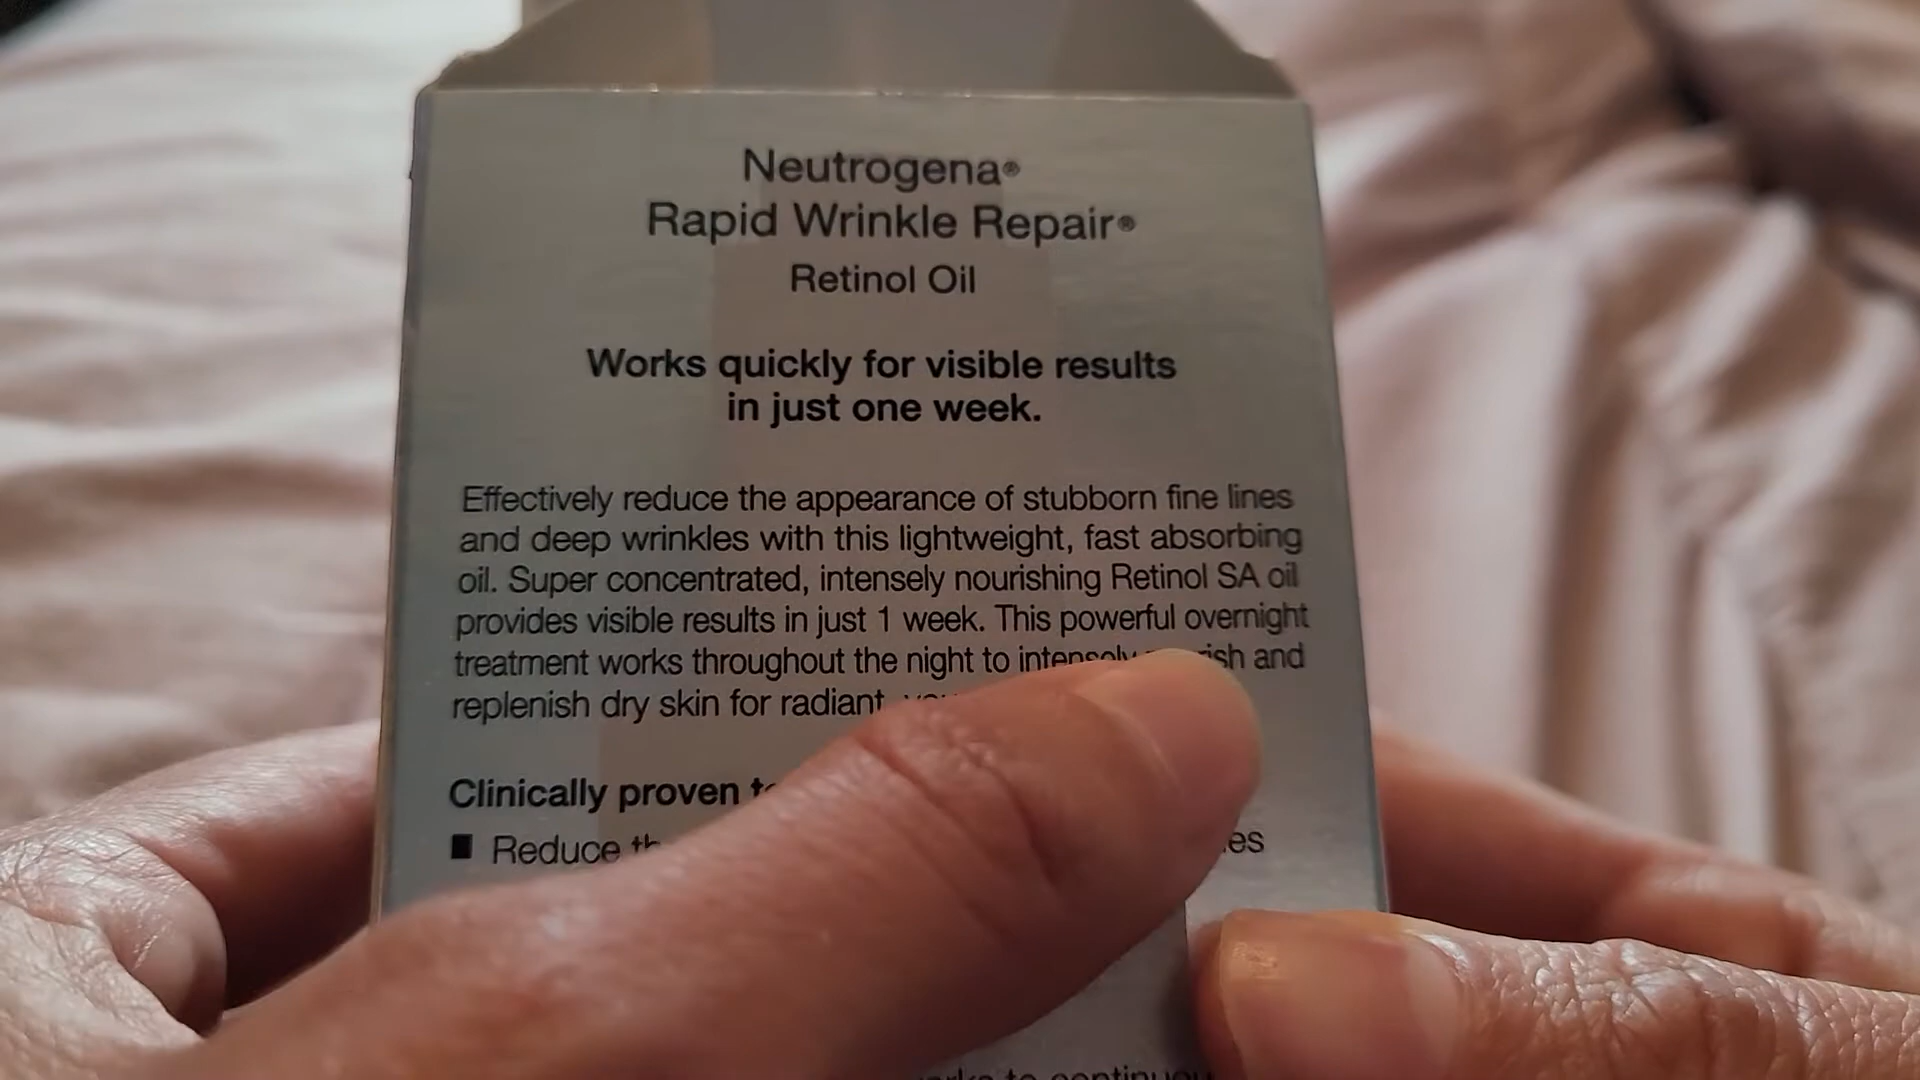 Neutrogena®
Rapid Wrinkle Repair®
Retinol Oil
Works quickly for visible results
in just one week.
Effectively reduce the appearance of stubborn fine lines
and deep wrinkles with this lightweight, fast absorbing
oil. Super concentrated, intensely nourishing Retinol SA oil
provides visible results in just 1 week. This powerful overnight
treatment works throughout the night to intensely and
replenish dry skin for radiant
Clinically proven
■ Reduce
to